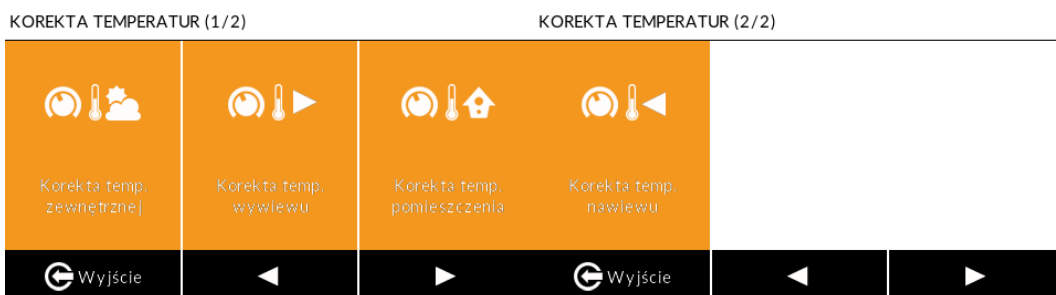 KOREKTA TEMPERATUR (1/2)
Korekta temp.
zewnętrznej
Korekta temp.
wywiewu
Korekta temp.
pomieszczenia
Wyjście
KOREKTA TEMPERATUR (2/2)
Korekta temp.
nawiewu
Wyjście